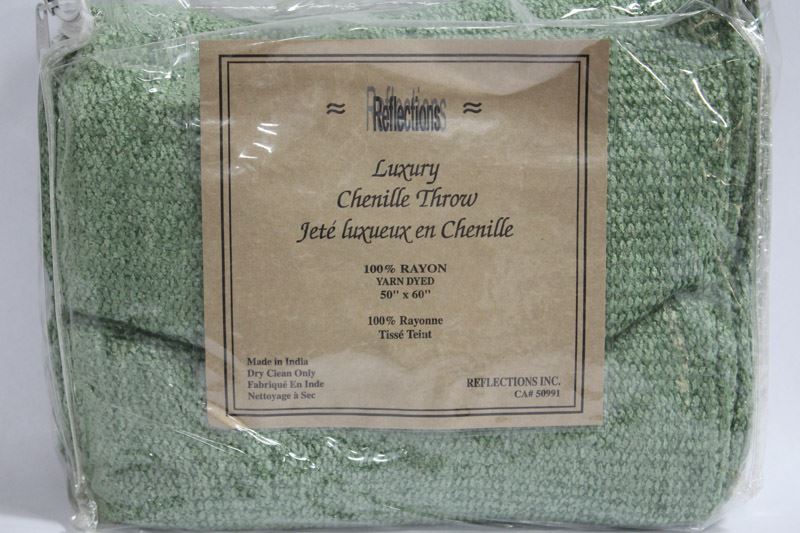 ≈ Reflections ≈
Luxury
Chenille Throw
Jeté luxueux en Chenille
100% RAYON
YARN DYED
50" x 60"
100% Rayonne
Tissé Teint
Made in India
Dry Clean Only
Fabriqué En Inde
Nettoyage à Sec
REFLECTIONS INC.
CA# 50991